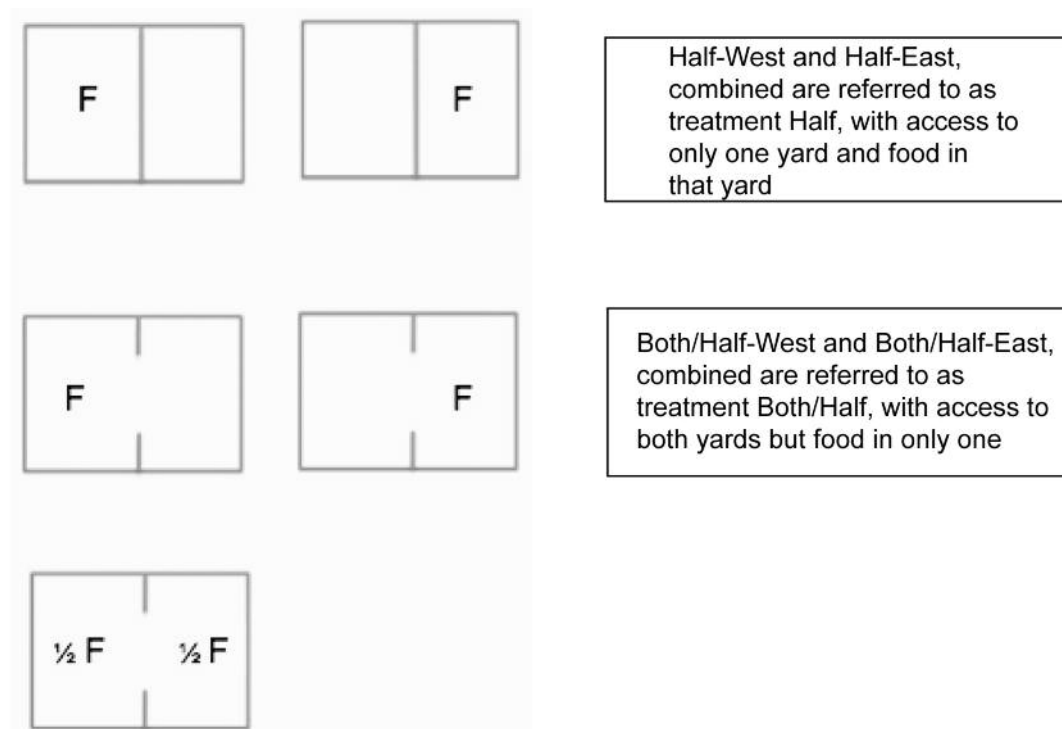 F
F
Half-West and Half-East,
combined are referred to as
treatment Half, with access to
only one yard and food in
that yard
F
F
Both/Half-West and Both/Half-East,
combined are referred to as
treatment Both/Half, with access to
both yards but food in only one
½ F
½ F